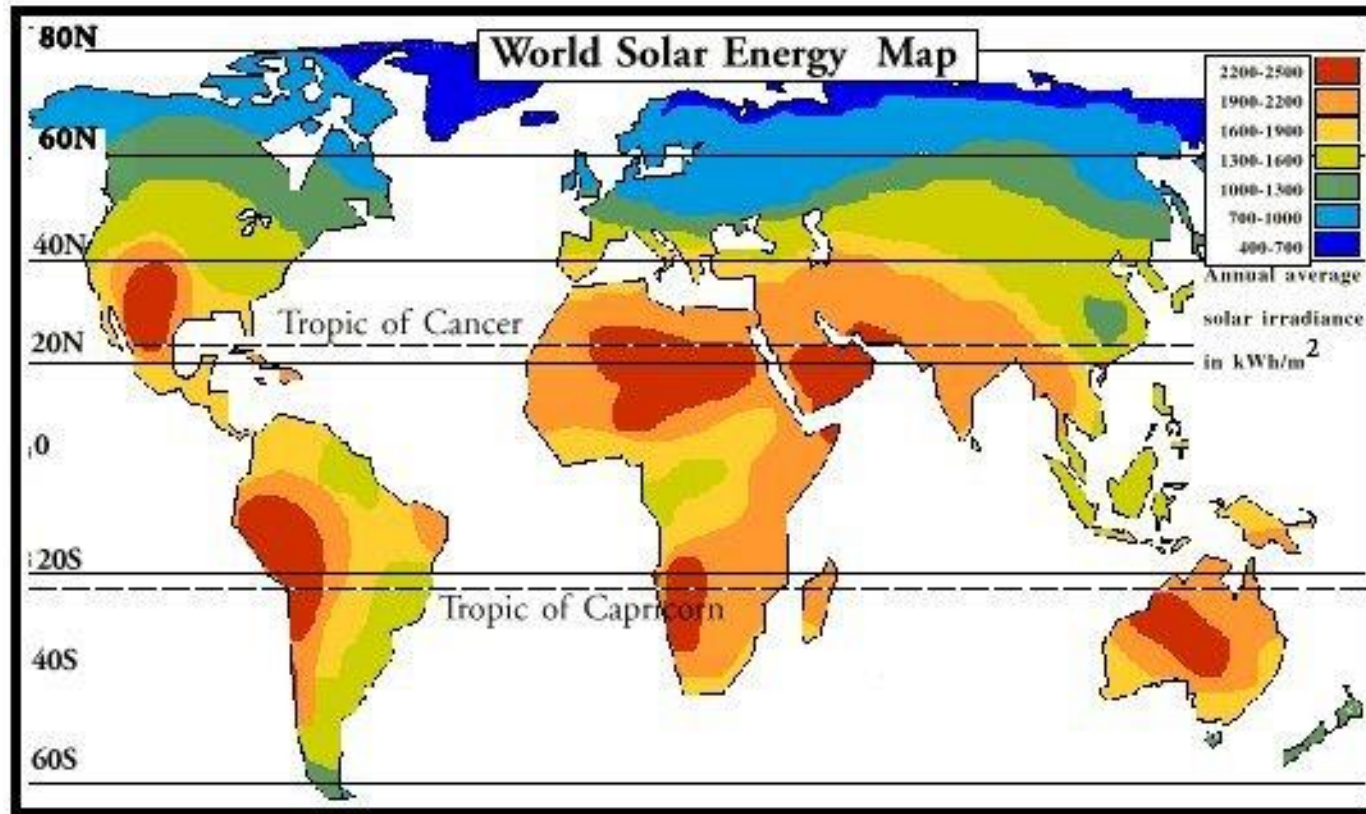 World Solar Energy Map
80N
60N
40N
20N
0
20S
40S
60S
Tropic of Cancer
Tropic of Capricorn
2200-2500
1900-2200
1600-1900
1300-1600
1000-1300
700-1000
400-700
Annual average
solar irradiance
in kWh/m²